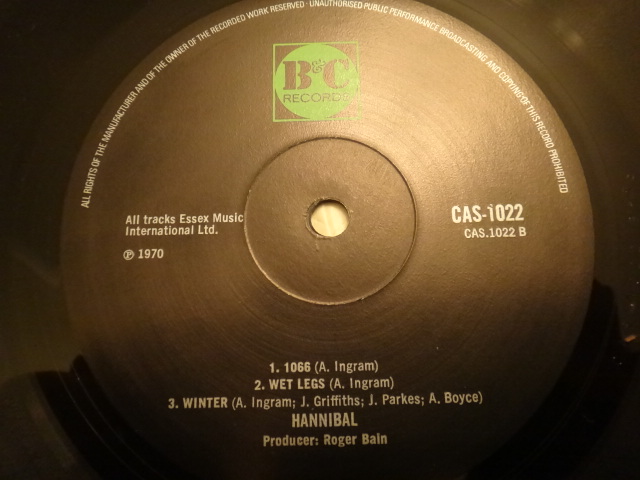 ALL RIGHTS OF THE MANUFACTURER AND OF THE OWNER OF THE RECORDED WORK RESERVED · UNAUTHORISED PUBLIC PERFORMANCE BROADCASTING AND COPYING OF THIS RECORD PROHIBITED
B&C
RECORDS
All tracks Essex Music
International Ltd.
℗ 1970
CAS-1022
CAS.1022 B
1. 1066 (A. Ingram)
2. WET LEGS (A. Ingram)
3. WINTER (A. Ingram; J. Griffiths; J. Parkes; A. Boyce)
HANNIBAL
Producer: Roger Bain